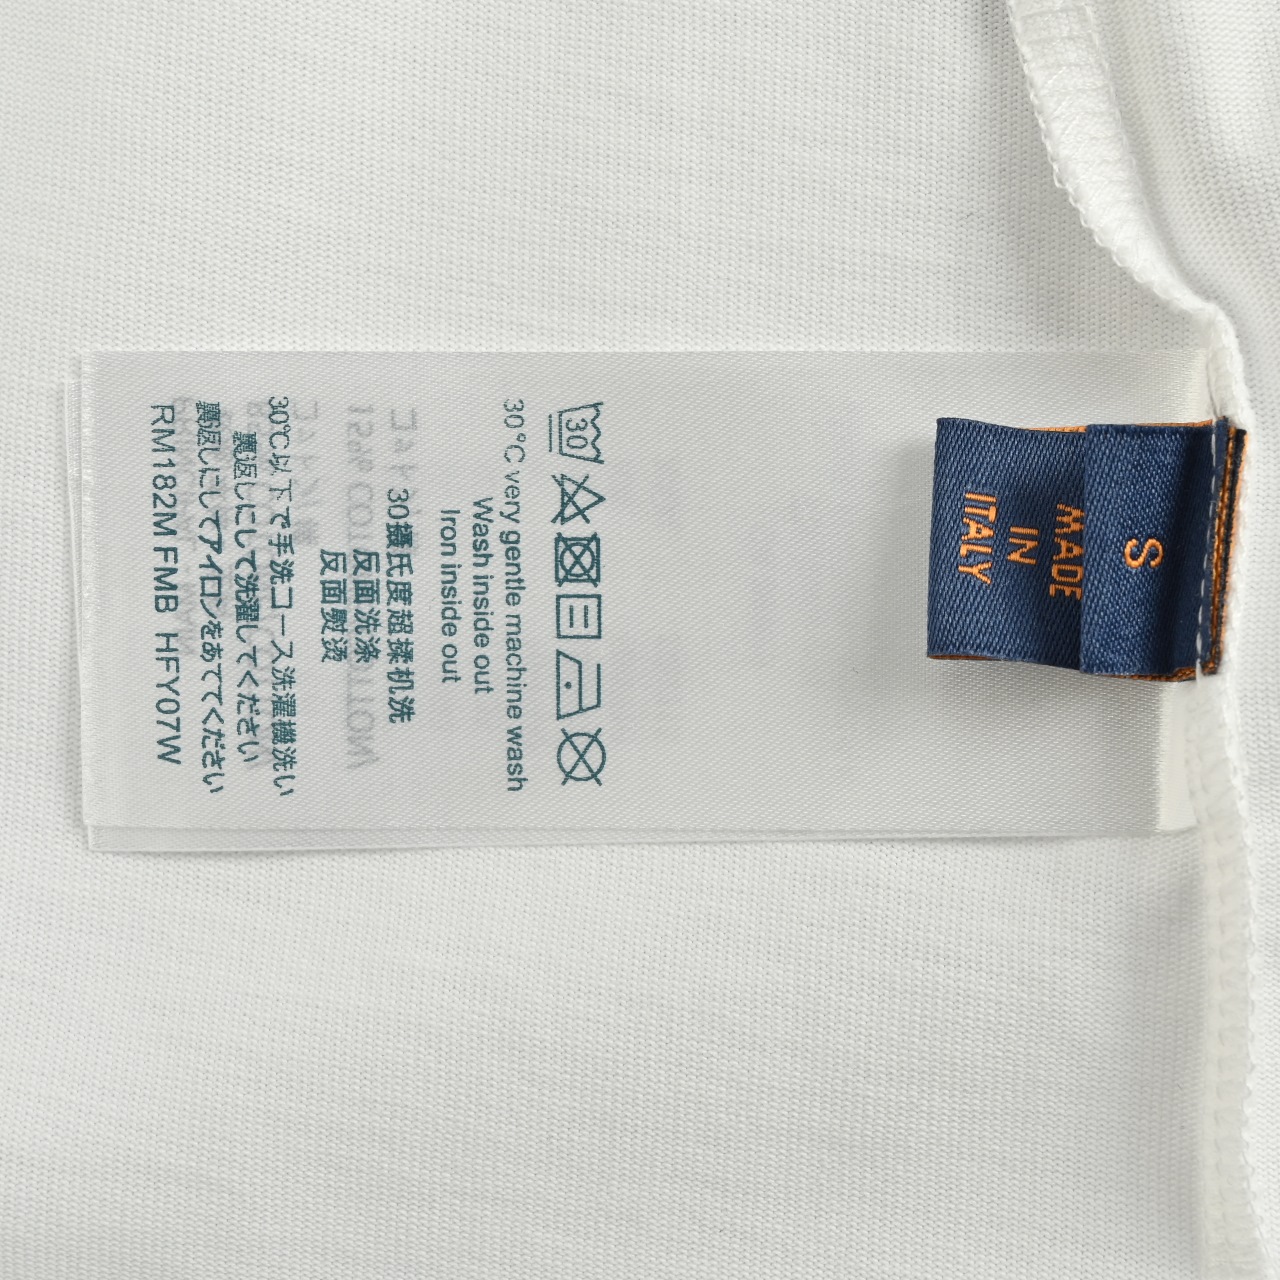 S
MADE
IN
ITALY
30
30°C very gentle machine wash
Wash inside out
Iron inside out
30摄氏度超揉机洗
反面洗涤
反面熨烫
30℃以下で手洗コース洗濯機洗い
裏返しにして洗濯してください
裏返しにしてアイロンをあててください
RM182M FMB HFY07W